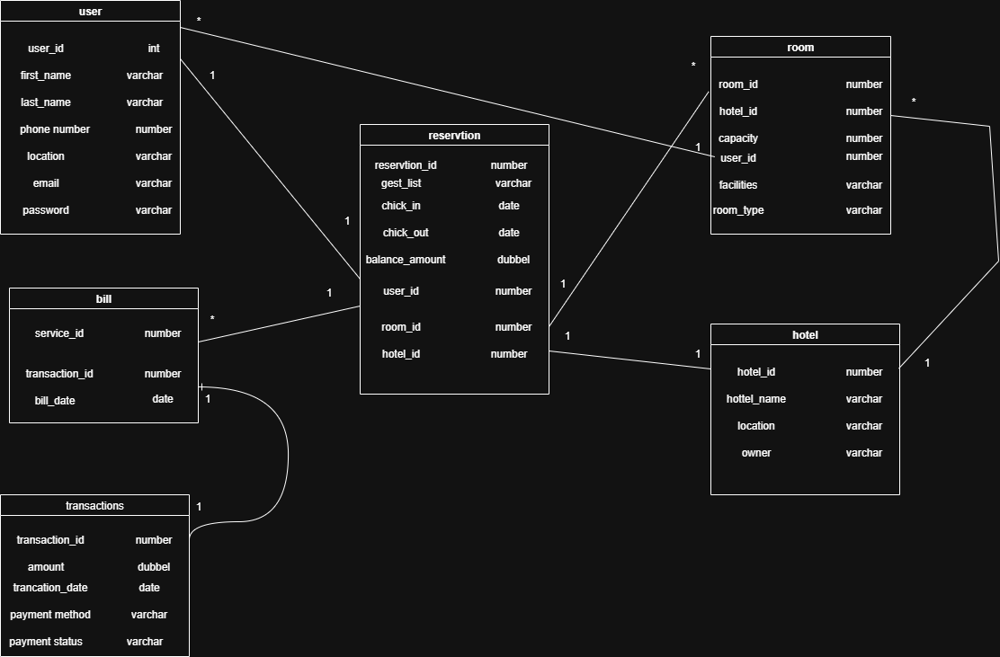 user
user_id int
first_name varchar
last_name varchar
phone number number
location varchar
email varchar
password varchar
*
1
1
reservtion
reservtion_id number
gest_list varchar
chick_in date
chick_out date
balance_amount dubbel
user_id number
room_id number
hotel_id number
1
1
*
1
room
room_id number
hotel_id number
capacity number
user_id number
facilities varchar
room_type varchar
*
1
bill
service_id number
transaction_id number
bill_date date
*
1
1
hotel
hotel_id number
hottel_name varchar
location varchar
owner varchar
1
1
transactions
transaction_id number
amount dubbel
trancation_date date
payment method varchar
payment status varchar
1